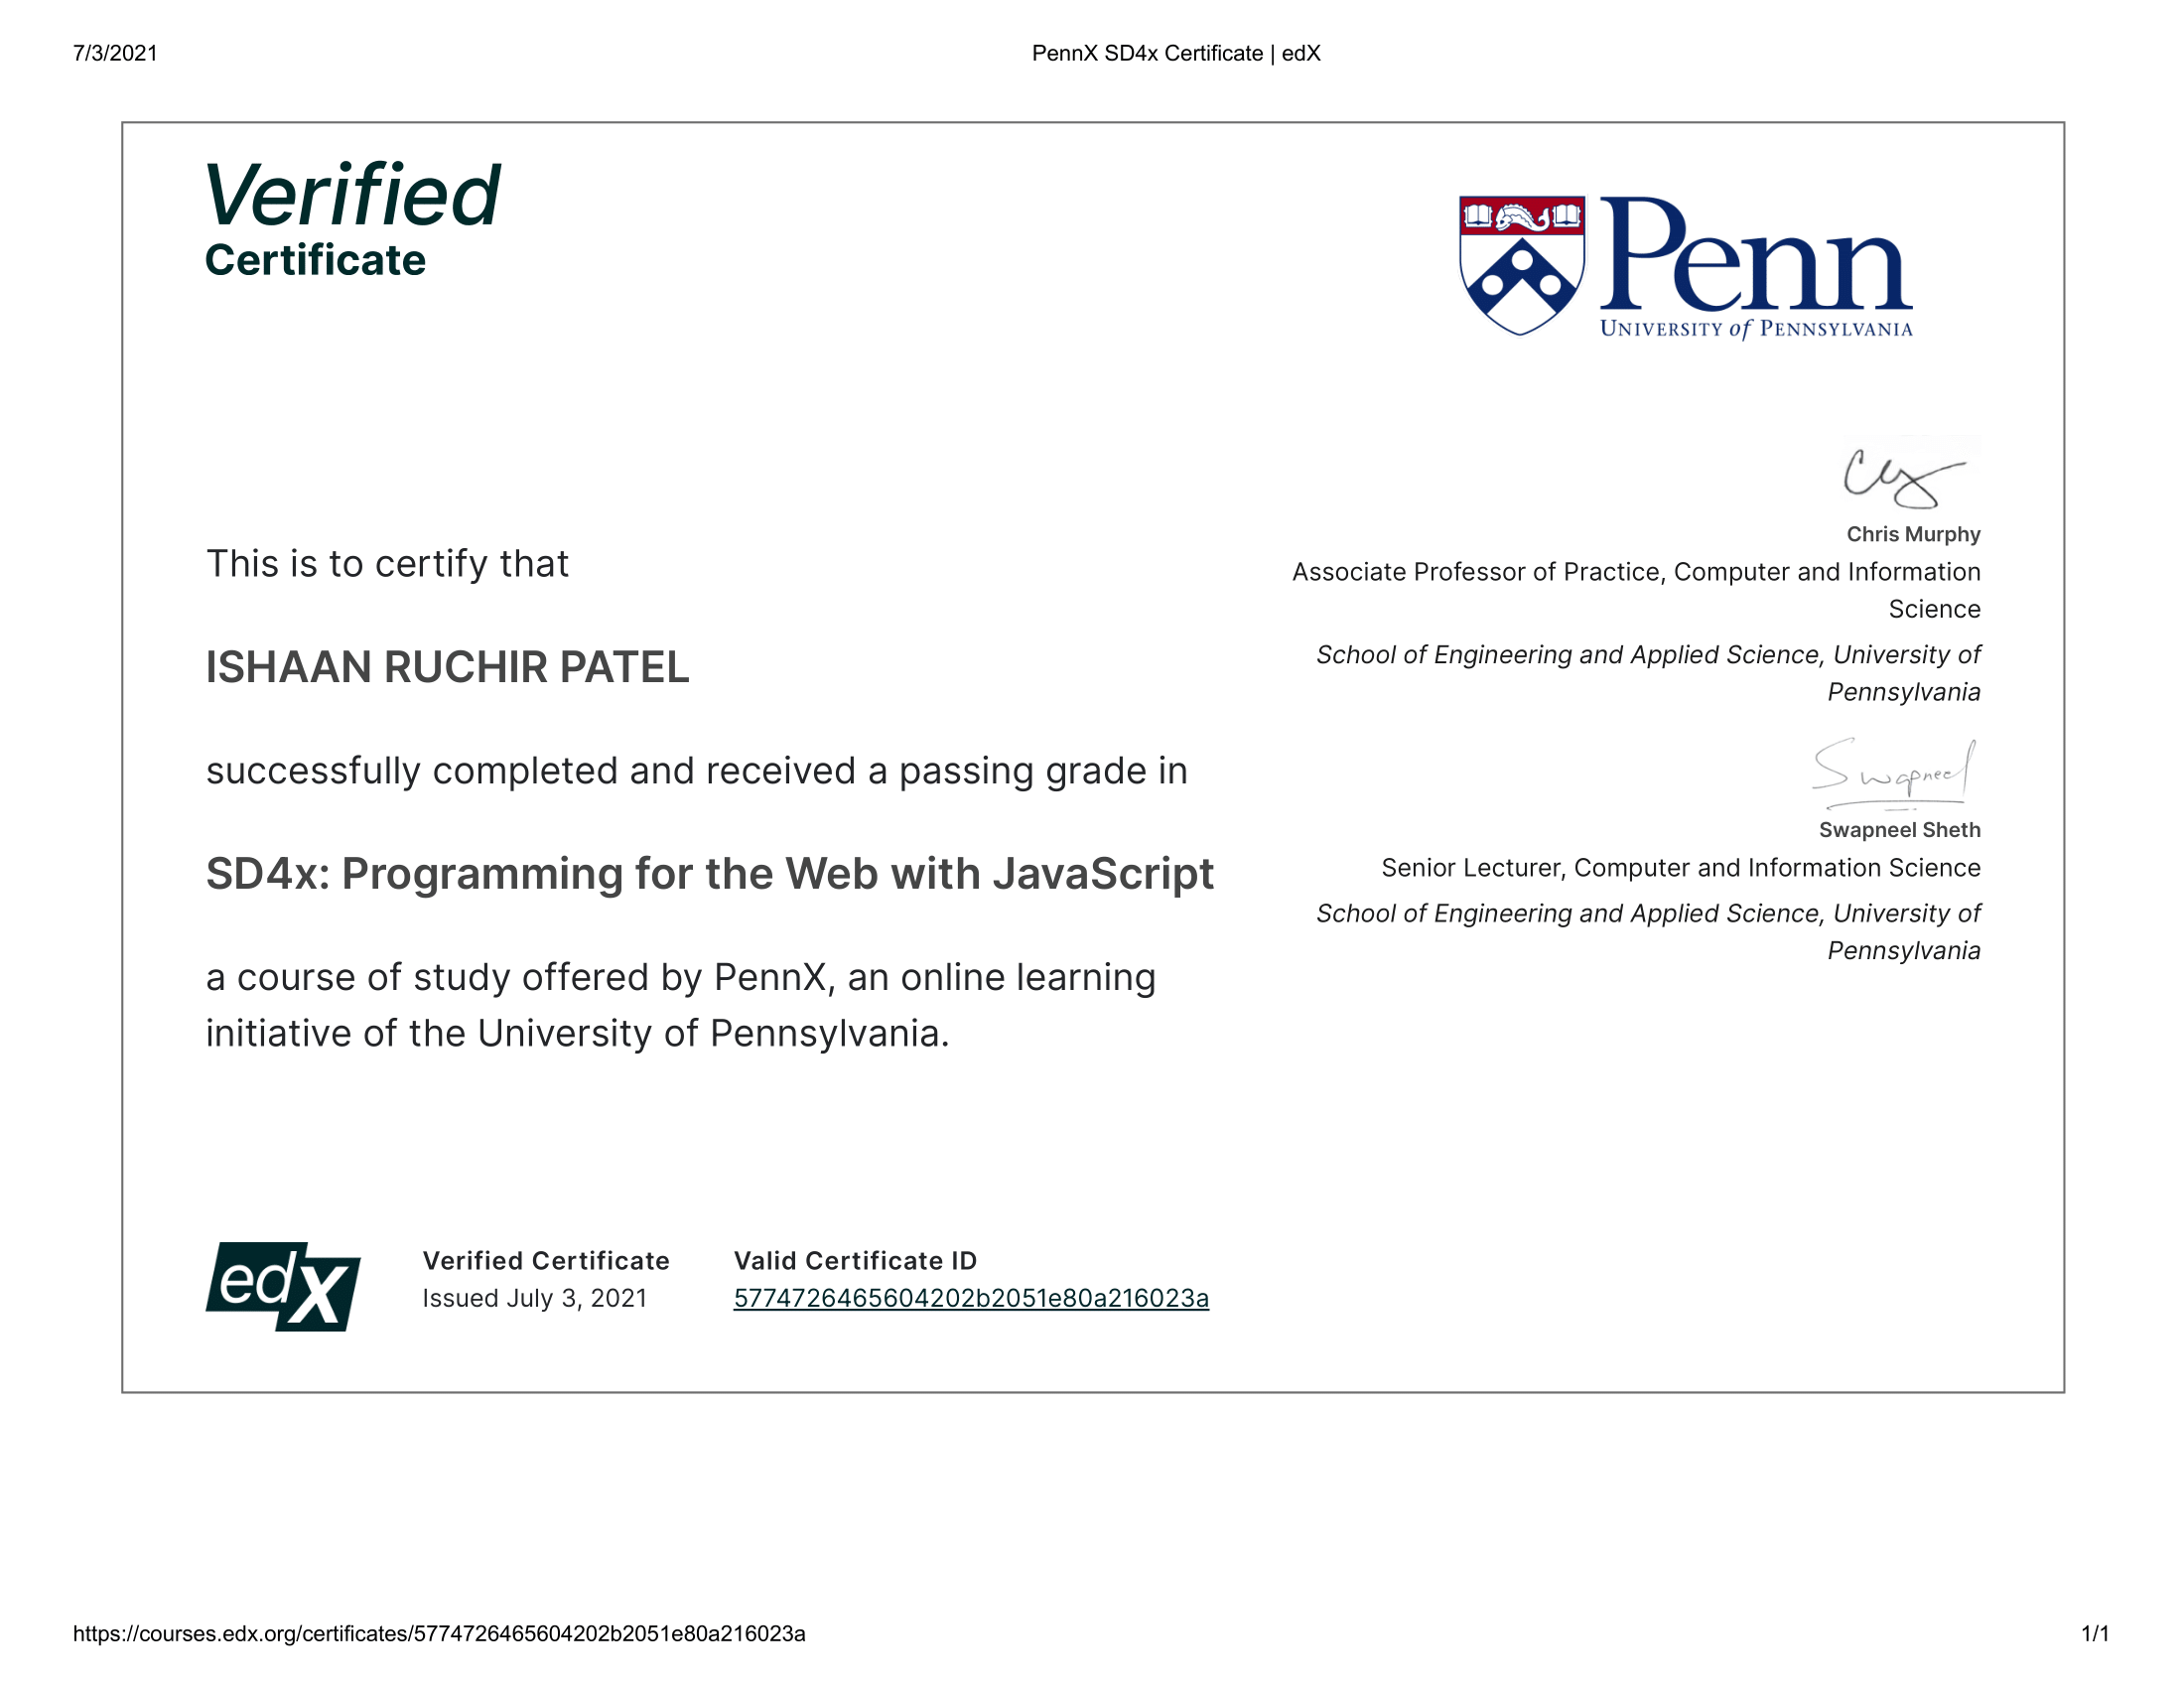 7/3/2021
PennX SD4x Certificate | edX
Verified
Certificate
Penn
UNIVERSITY of PENNSYLVANIA
This is to certify that
ISHAAN RUCHIR PATEL
successfully completed and received a passing grade in
SD4x: Programming for the Web with JavaScript
a course of study offered by PennX, an online learning
initiative of the University of Pennsylvania.
Chris Murphy
Associate Professor of Practice, Computer and Information
Science
School of Engineering and Applied Science, University of
Pennsylvania
Swapneel
Swapneel Sheth
Senior Lecturer, Computer and Information Science
School of Engineering and Applied Science, University of
Pennsylvania
edX
Verified Certificate
Issued July 3, 2021
Valid Certificate ID
5774726465604202b2051e80a216023a
https://courses.edx.org/certificates/5774726465604202b2051e80a216023a
1/1